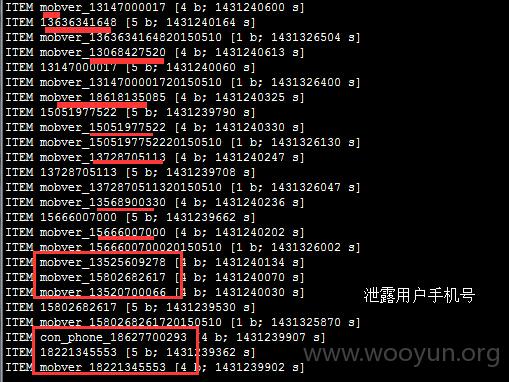 ITEM mobver_13147000017 [4 b; 1431240600 s]
ITEM 13636341648 [5 b; 1431240164 s]
ITEM mobver_1363634164820150510 [1 b; 1431326504 s]
ITEM mobver_13068427520 [4 b; 1431240613 s]
ITEM 13147000017 [5 b; 1431240060 s]
ITEM mobver_1314700001720150510 [1 b; 1431326400 s]
ITEM mobver_18618135085 [4 b; 1431240325 s]
ITEM 15051977522 [5 b; 1431239790 s]
ITEM mobver_15051977522 [4 b; 1431240330 s]
ITEM mobver_1505197752220150510 [1 b; 1431326130 s]
ITEM mobver_13728705113 [4 b; 1431240247 s]
ITEM 13728705113 [5 b; 1431239708 s]
ITEM mobver_1372870511320150510 [1 b; 1431326047 s]
ITEM mobver_13568900330 [4 b; 1431240236 s]
ITEM 15666007000 [5 b; 1431239662 s]
ITEM mobver_15666007000 [4 b; 1431240202 s]
ITEM mobver_1566600700020150510 [1 b; 1431326002 s]
ITEM mobver_13525609278 [4 b; 1431240134 s]
ITEM mobver_15802682617 [4 b; 1431240070 s]
ITEM mobver_13520700066 [4 b; 1431240030 s]
泄露用户手机号
ITEM 15802682617 [5 b; 1431239530 s]
ITEM mobver_1580268261720150510 [1 b; 1431325870 s]
ITEM con_phone_18627700293 [4 b; 1431239907 s]
ITEM 18221345553 [5 b; 1431239362 s]
ITEM mobver_18221345553 [4 b; 1431239902 s]
www.wooyun.org